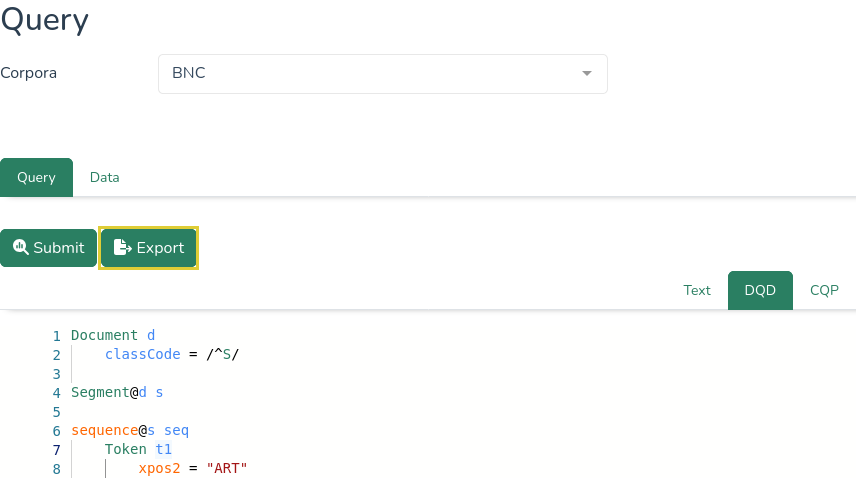 Query
Corpora
BNC
Query Data
Submit Export
Text DQD CQP
1 Document d
2 classCode = /^S/
3
4 Segment@d s
5
6 sequence@s seq
7 Token t1
8 xpos2 = "ART"